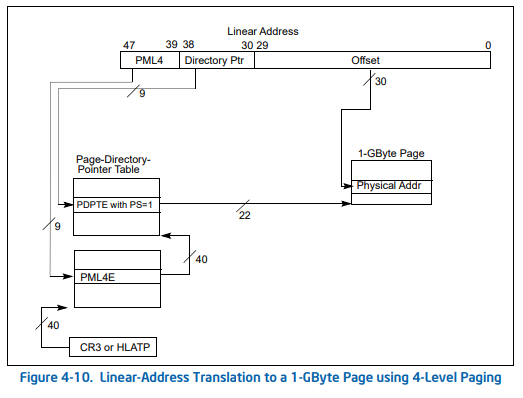 Linear Address
47 39 38 30 29 0
PML4 Directory Ptr Offset
9
30
Page-Directory-
Pointer Table
1-GByte Page
Physical Addr
PDPTE with PS=1
22
9
40
PML4E
40
CR3 or HLATP
Figure 4-10. Linear-Address Translation to a 1-GByte Page using 4-Level Paging